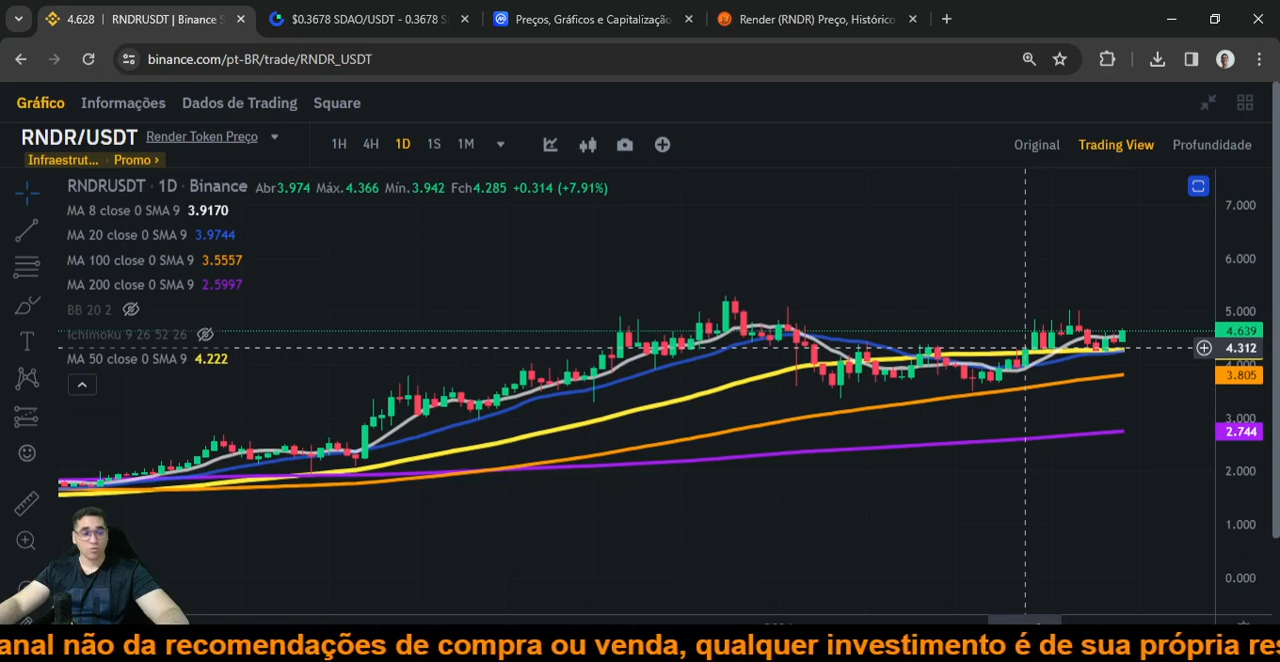 4.628 | RNDRUSDT | Binance S
$0.3678 SDAO/USDT - 0.3678 S
Preços, Gráficos e Capitalização
Render (RNDR) Preço, Histórico
binance.com/pt-BR/trade/RNDR_USDT
Gráfico Informações Dados de Trading Square
RNDR/USDT Render Token Preço
Infraestrut... Promo ›
1H 4H 1D 1S 1M
Original Trading View Profundidade
RNDRUSDT · 1D · Binance Abr3.974 Máx.4.366 Mín.3.942 Fch4.285 +0.314 (+7.91%)
MA 8 close 0 SMA 9 3.9170
MA 20 close 0 SMA 9 3.9744
MA 100 close 0 SMA 9 3.5557
MA 200 close 0 SMA 9 2.5997
BB 20 2
Ichimoku 9 26 52 26
MA 50 close 0 SMA 9 4.222
7.000
6.000
5.000
4.639
4.312
3.805
3.000
2.744
2.000
1.000
0.000
anal não da recomendações de compra ou venda, qualquer investimento é de sua própria res